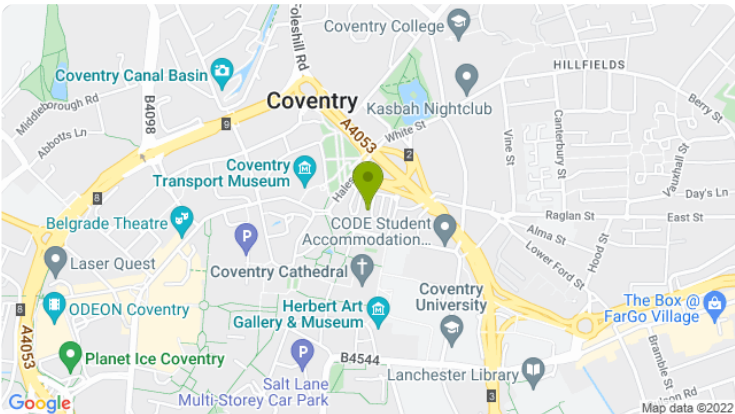 Coleshill Rd
Coventry College
HILLFIELDS
Coventry Canal Basin
Middleborough Rd
B4098
Coventry
Kasbah Nightclub
Berry St
Abbotts Ln
9
A4053
White St
2
Vine St
Canterbury St
Vauxhall St
Coventry
Transport Museum
Hales
8
Day's Ln
Belgrade Theatre
P
CODE Student
Accommodation...
Raglan St
East St
Alma St
Lower Ford St
Hood St
Laser Quest
Coventry Cathedral
Coventry
University
ODEON Coventry
8
Herbert Art
Gallery & Museum
The Box @
FarGo Village
A4053
Planet Ice Coventry
P
B4544
Bramble St
Salt Lane
Multi-Storey Car Park
Lanchester Library
3
son Rd
Google
Map data ©2022